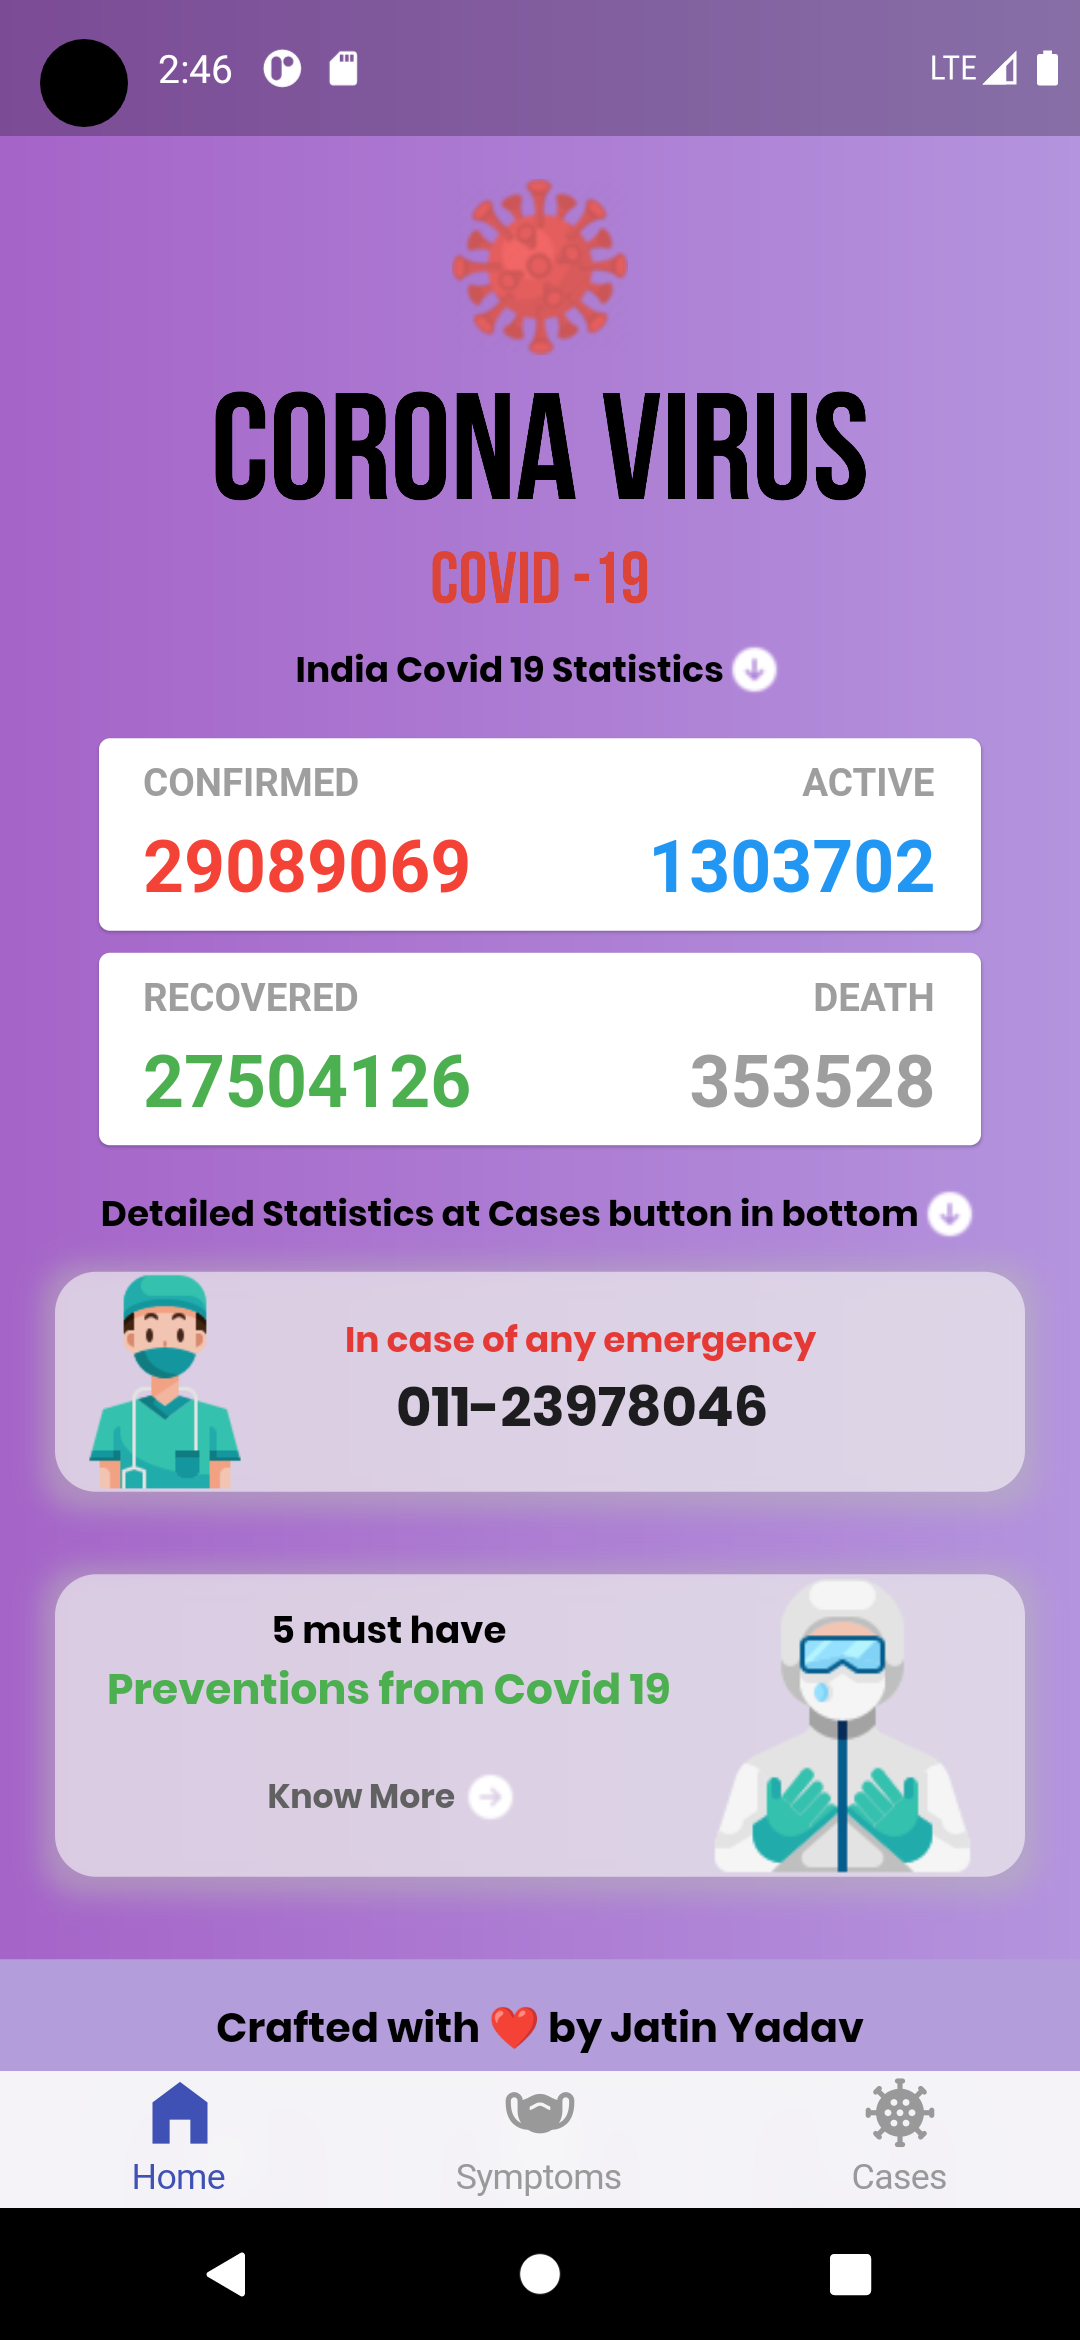 2:46
LTE
CORONA VIRUS
COVID -19
India Covid 19 Statistics
CONFIRMED ACTIVE
29089069 1303702
RECOVERED DEATH
27504126 353528
Detailed Statistics at Cases button in bottom
In case of any emergency
011-23978046
5 must have
Preventions from Covid 19
Know More
Crafted with ❤️ by Jatin Yadav
Home Symptoms Cases